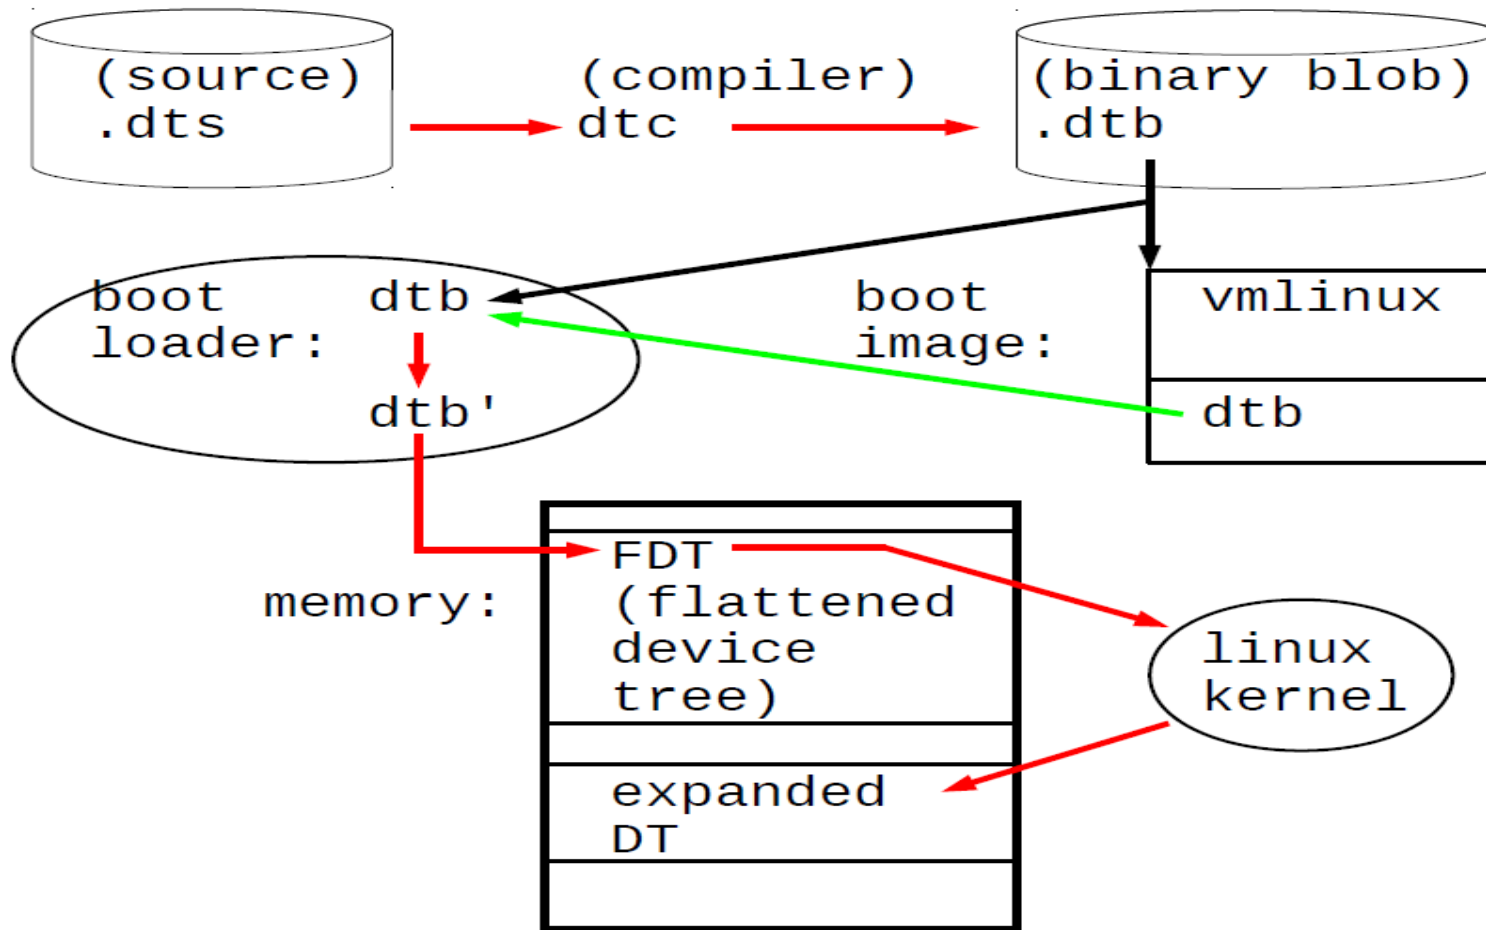 (source)
.dts
(compiler)
dtc
(binary blob)
.dtb
boot
loader:
dtb
dtb'
boot
image:
vmlinux
dtb
memory:
FDT
(flattened
device
tree)
expanded
DT
linux
kernel